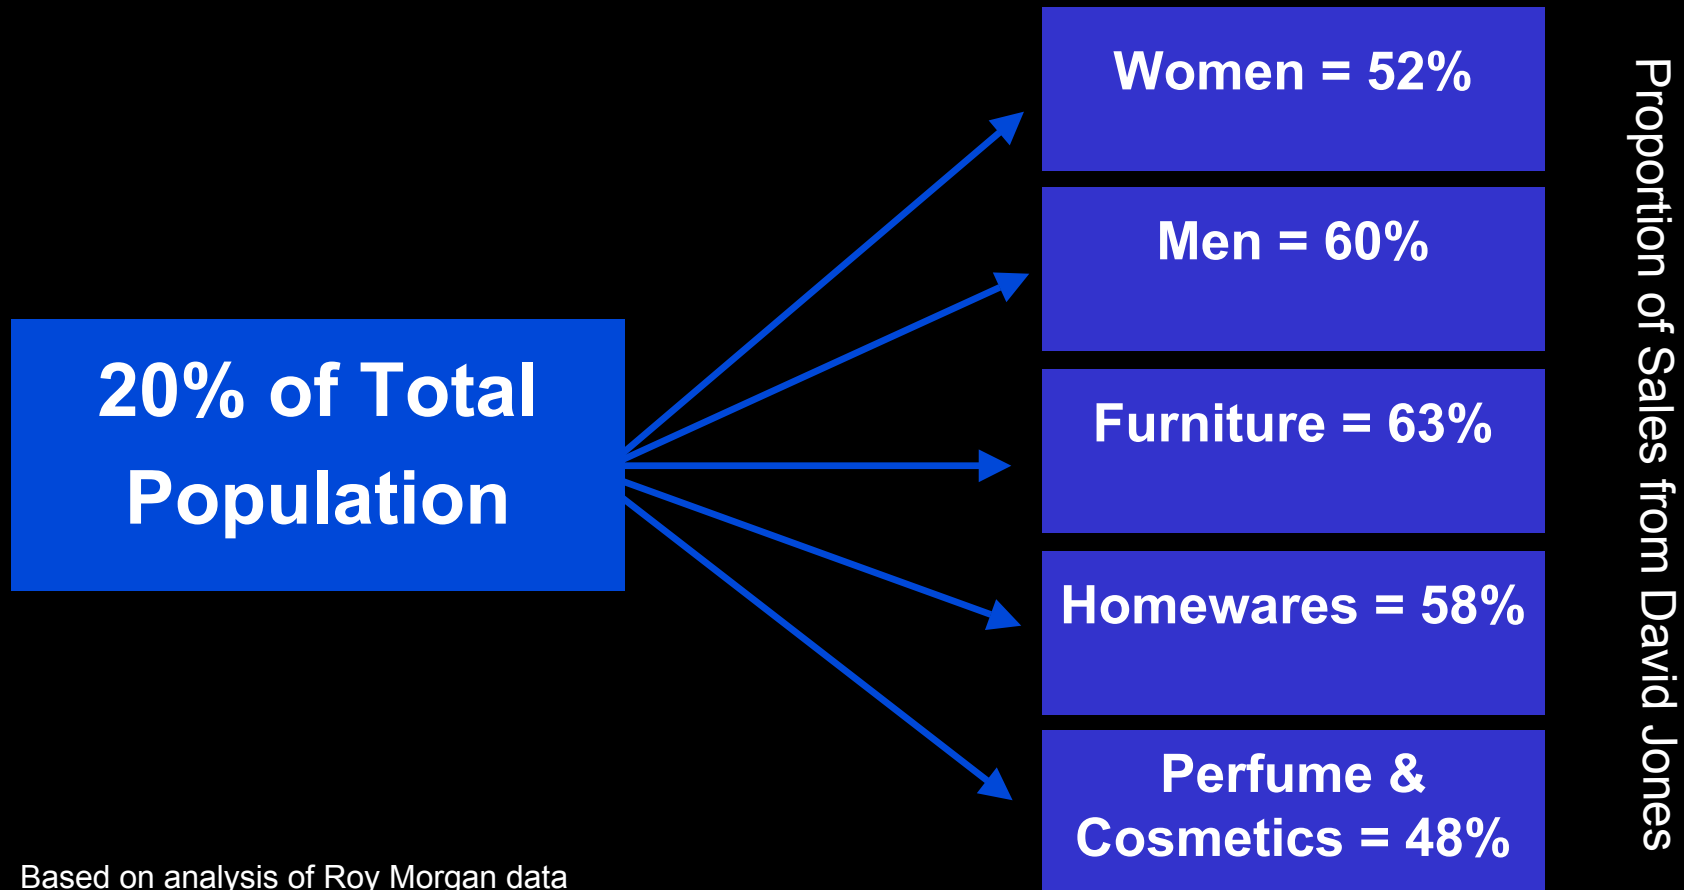 Women = 52%
Men = 60%
20% of Total
Population
Furniture = 63%
Homewares = 58%
Perfume &
Cosmetics = 48%
Proportion of Sales from David Jones
Based on analysis of Roy Morgan data